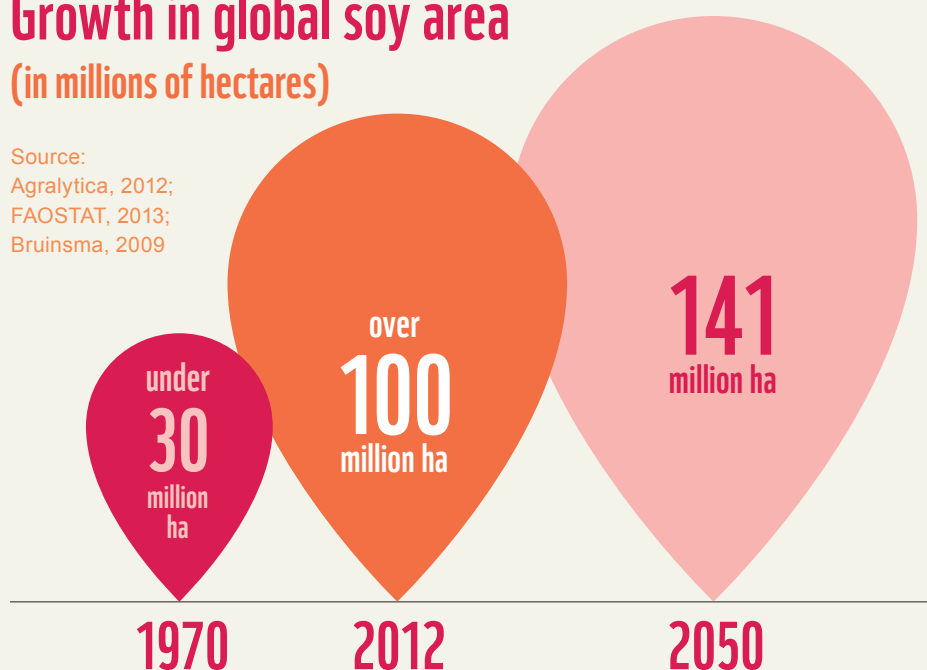 Growth in global soy area
(in millions of hectares)
Source:
Agralytica, 2012;
FAOSTAT, 2013;
Bruinsma, 2009
under
30
million
ha
over
100
million ha
141
million ha
1970
2012
2050